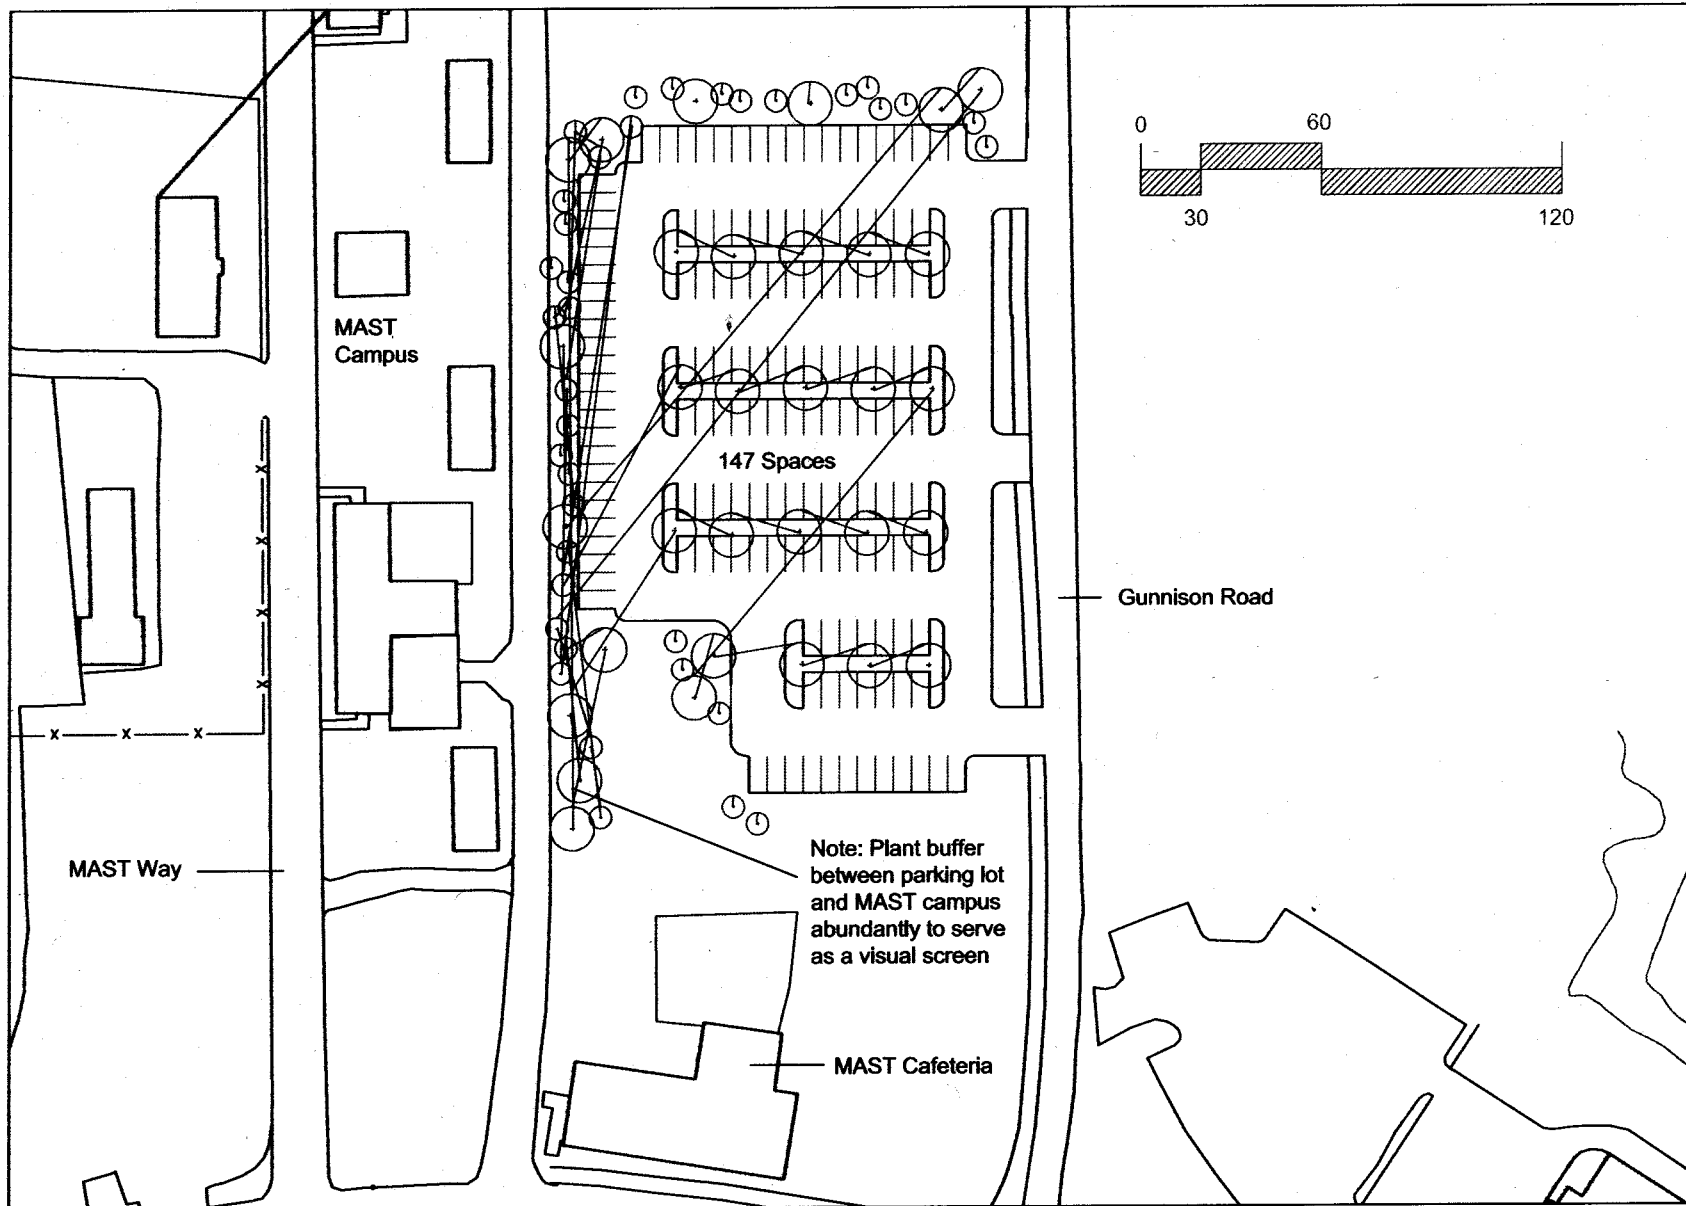 0 60
30 120
MAST
Campus
147 Spaces
Gunnison Road
x
x
x
x
x x x
MAST Way
Note: Plant buffer
between parking lot
and MAST campus
abundantly to serve
as a visual screen
MAST Cafeteria